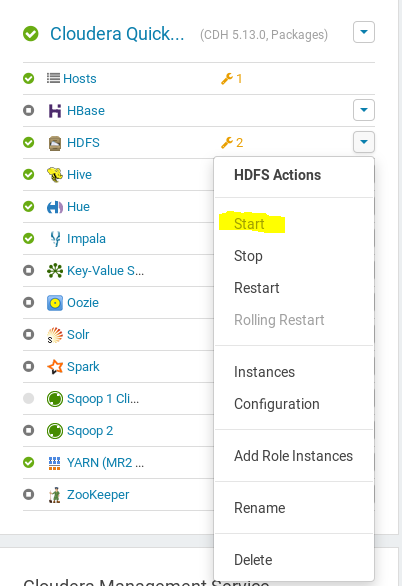 Cloudera Quick... (CDH 5.13.0, Packages)
Hosts 1
HBase
HDFS 2
HDFS Actions
Hive
Hue
Start
Impala
Stop
Key-Value S...
Restart
Oozie
Rolling Restart
Solr
Spark
Instances
Sqoop 1 Cli...
Configuration
Sqoop 2
Add Role Instances
YARN (MR2 ...
ZooKeeper
Rename
Delete
Cloudera Management Service